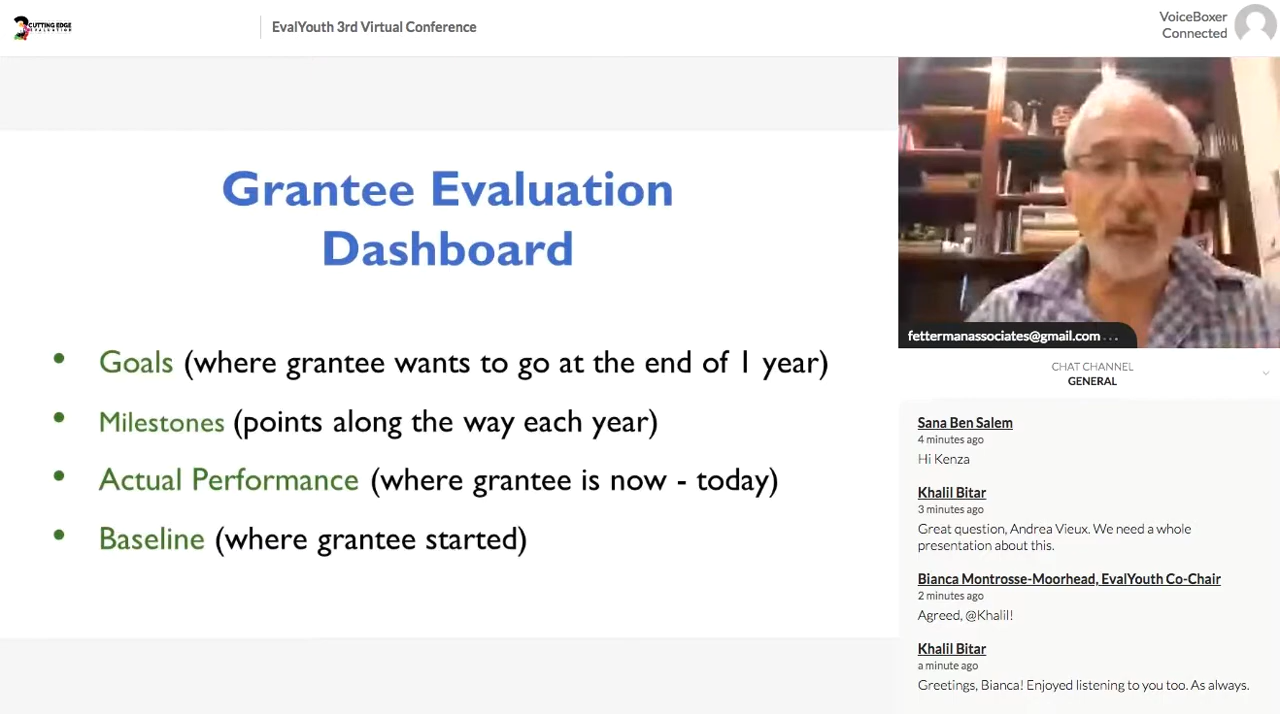 CUTTING EDGE
EVALUATION
EvalYouth 3rd Virtual Conference
VoiceBoxer
Connected
Grantee Evaluation
Dashboard
• Goals (where grantee wants to go at the end of 1 year)
• Milestones (points along the way each year)
• Actual Performance (where grantee is now - today)
• Baseline (where grantee started)
fettermanassociates@gmail.com ...
CHAT CHANNEL
GENERAL
Sana Ben Salem
4 minutes ago
Hi Kenza
Khalil Bitar
3 minutes ago
Great question, Andrea Vieux. We need a whole
presentation about this.
Bianca Montrosse-Moorhead, EvalYouth Co-Chair
2 minutes ago
Agreed, @Khalil!
Khalil Bitar
a minute ago
Greetings, Bianca! Enjoyed listening to you too. As always.